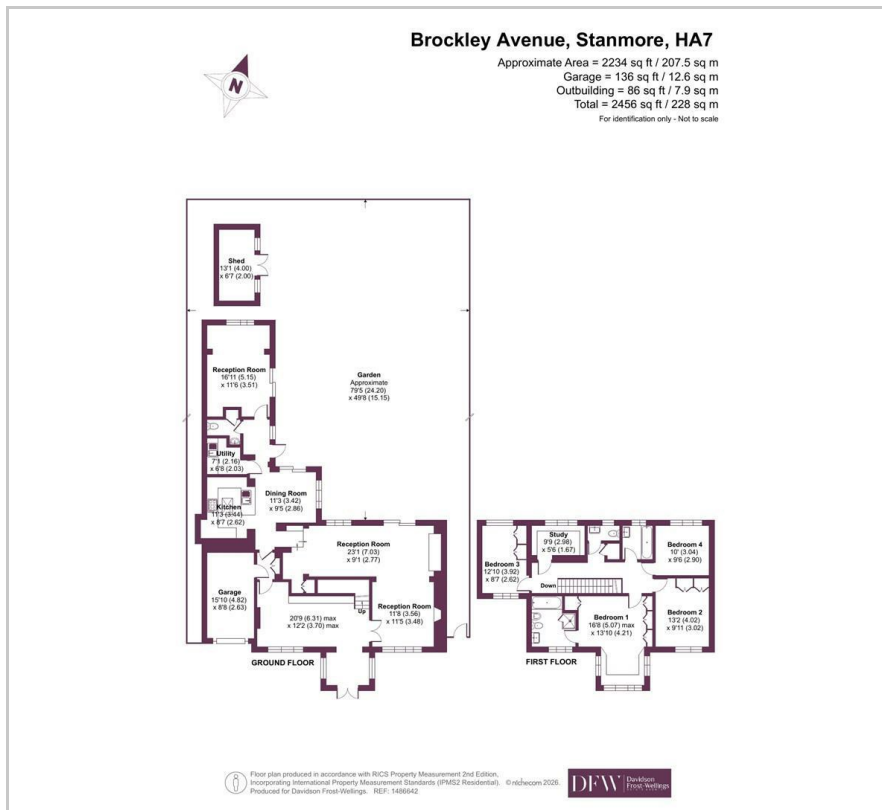 Brockley Avenue, Stanmore, HA7
Approximate Area = 2234 sq ft / 207.5 sq m
Garage = 136 sq ft / 12.6 sq m
Outbuilding = 86 sq ft / 7.9 sq m
Total = 2456 sq ft / 228 sq m
For identification only - Not to scale
N
Shed
13'1 (4.00)
x 6'7 (2.00)
Reception Room
16'11 (5.15)
x 11'6 (3.51)
Garden
Approximate
79'5 (24.20)
x 49'8 (15.15)
Utility
7'1 (2.16)
x 6'8 (2.03)
Dining Room
11'3 (3.42)
x 9'5 (2.86)
Kitchen
11'3 (3.44)
x 8'7 (2.62)
Reception Room
23'1 (7.03)
x 9'1 (2.77)
Garage
15'10 (4.82)
x 8'8 (2.63)
20'9 (6.31) max
x 12'2 (3.70) max
Up
Reception Room
11'8 (3.56)
x 11'5 (3.48)
GROUND FLOOR
Study
9'9 (2.98)
x 5'6 (1.67)
Bedroom 3
12'10 (3.92)
x 8'7 (2.62)
Bedroom 4
10' (3.04)
x 9'6 (2.90)
Down
Bedroom 1
16'8 (5.07) max
x 13'10 (4.21)
Bedroom 2
13'2 (4.02)
x 9'11 (3.02)
FIRST FLOOR
Floor plan produced in accordance with RICS Property Measurement 2nd Edition,
Incorporating International Property Measurement Standards (IPMS2 Residential). © nichecom 2026.
Produced for Davidson Frost-Wellings. REF: 1486642
DFW Davidson
Frost-Wellings